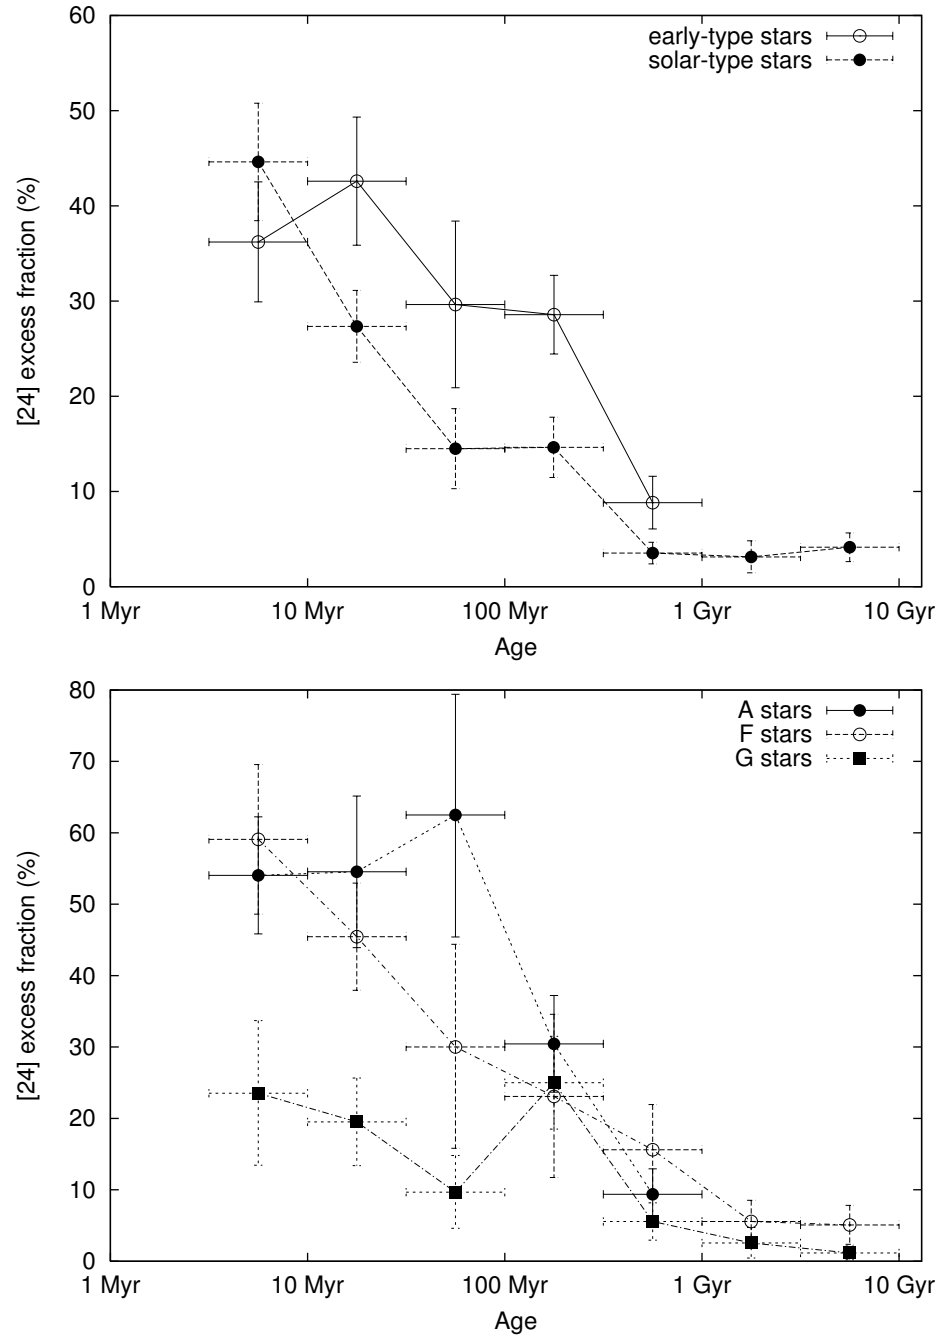 60
early-type stars
solar-type stars
50
40
[24] excess fraction (%)
30
20
10
0
1 Myr 10 Myr 100 Myr 1 Gyr 10 Gyr
Age
80
A stars
F stars
G stars
70
60
50
[24] excess fraction (%)
40
30
20
10
0
1 Myr 10 Myr 100 Myr 1 Gyr 10 Gyr
Age